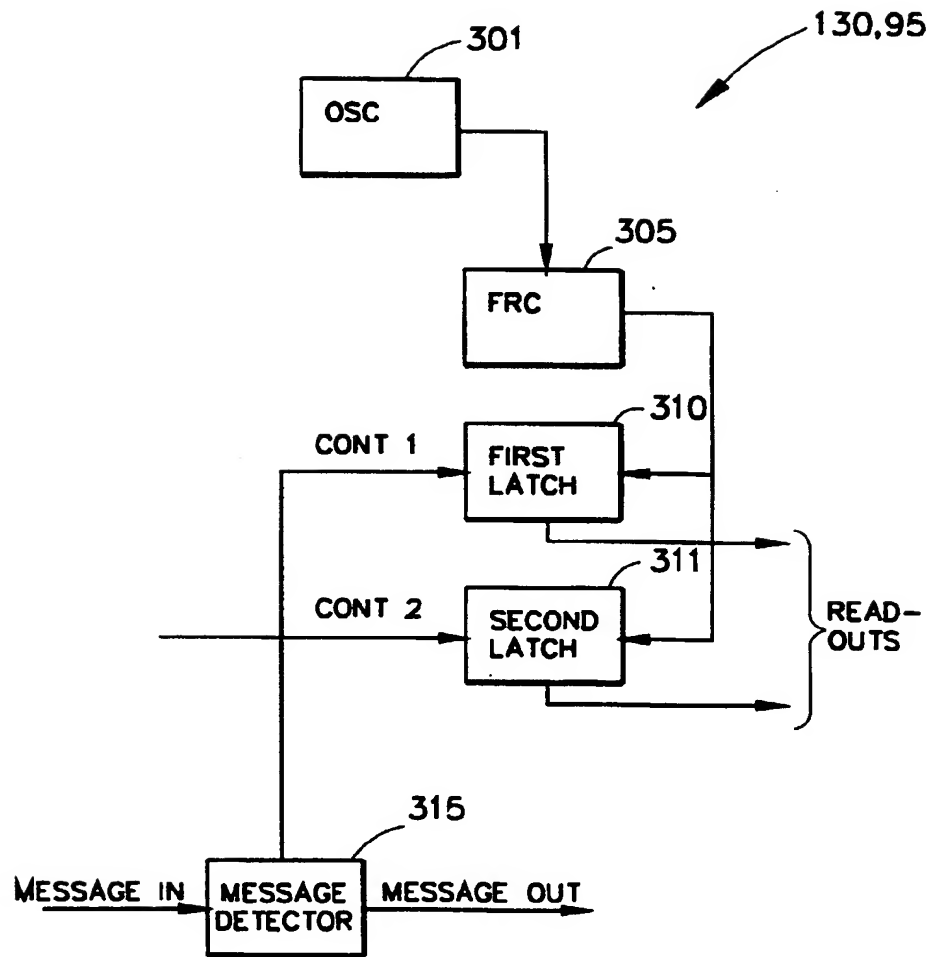 130,95
301
OSC
305
FRC
310
CONT 1
FIRST
LATCH
311
CONT 2
SECOND
LATCH
READ-
OUTS
315
MESSAGE IN
MESSAGE
DETECTOR
MESSAGE OUT